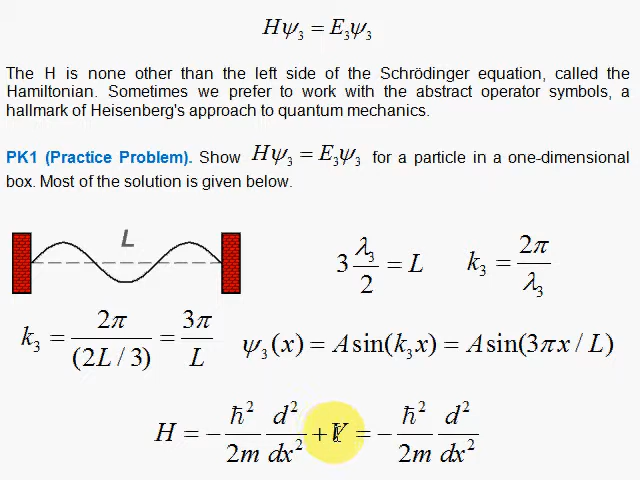 Hψ₃ = E₃ψ₃
The H is none other than the left side of the Schrödinger equation, called the
Hamiltonian. Sometimes we prefer to work with the abstract operator symbols, a
hallmark of Heisenberg's approach to quantum mechanics.
PK1 (Practice Problem). Show Hψ₃ = E₃ψ₃ for a particle in a one-dimensional
box. Most of the solution is given below.
L
3 λ₃/2 = L
k₃ = 2π/λ₃
k₃ = 2π/(2L/3) = 3π/L
ψ₃(x) = A sin(k₃x) = A sin(3πx/L)
H = −ħ²/2m d²/dx² + V = −ħ²/2m d²/dx²